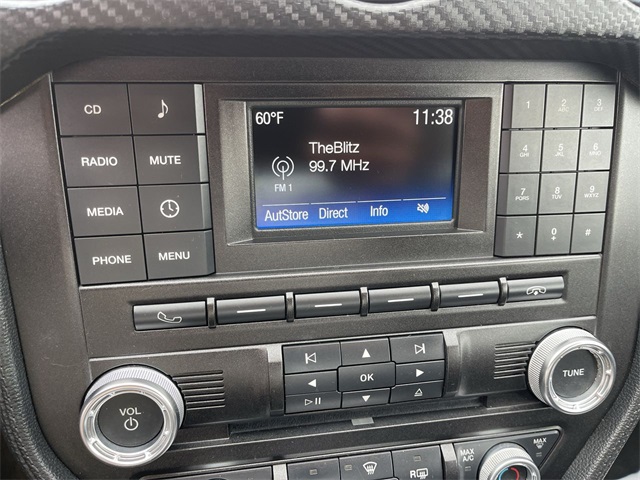 CD
RADIO
MUTE
MEDIA
PHONE
MENU
60°F 11:38
TheBlitz
99.7 MHz
FM 1
AutStore Direct Info
1
2 ABC
3 DEF
4 GHI
5 JKL
6 MNO
7 PQRS
8 TUV
9 WXYZ
*
0 +
#
OK
VOL
TUNE
MAX
A/C
MAX
R